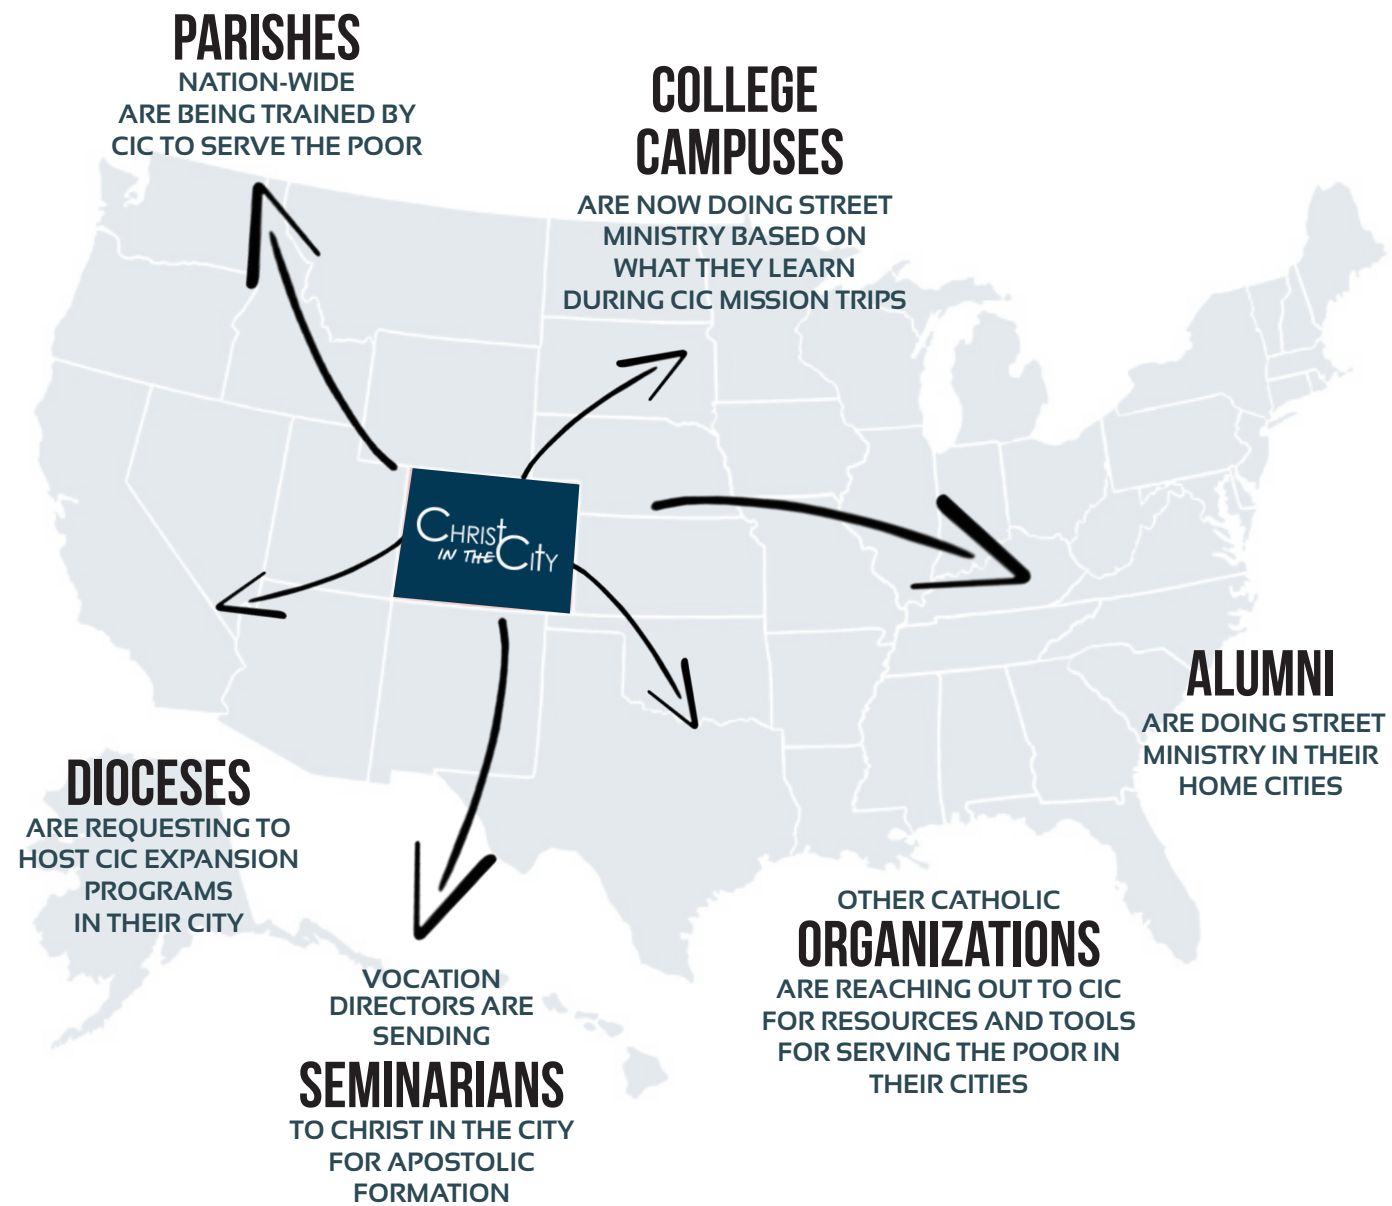 PARISHES
NATION-WIDE
ARE BEING TRAINED BY
CIC TO SERVE THE POOR
COLLEGE
CAMPUSES
ARE NOW DOING STREET
MINISTRY BASED ON
WHAT THEY LEARN
DURING CIC MISSION TRIPS
CHRIST
IN THE CITY
ALUMNI
ARE DOING STREET
MINISTRY IN THEIR
HOME CITIES
DIOCESES
ARE REQUESTING TO
HOST CIC EXPANSION
PROGRAMS
IN THEIR CITY
OTHER CATHOLIC
ORGANIZATIONS
ARE REACHING OUT TO CIC
FOR RESOURCES AND TOOLS
FOR SERVING THE POOR IN
THEIR CITIES
VOCATION
DIRECTORS ARE
SENDING
SEMINARIANS
TO CHRIST IN THE CITY
FOR APOSTOLIC
FORMATION